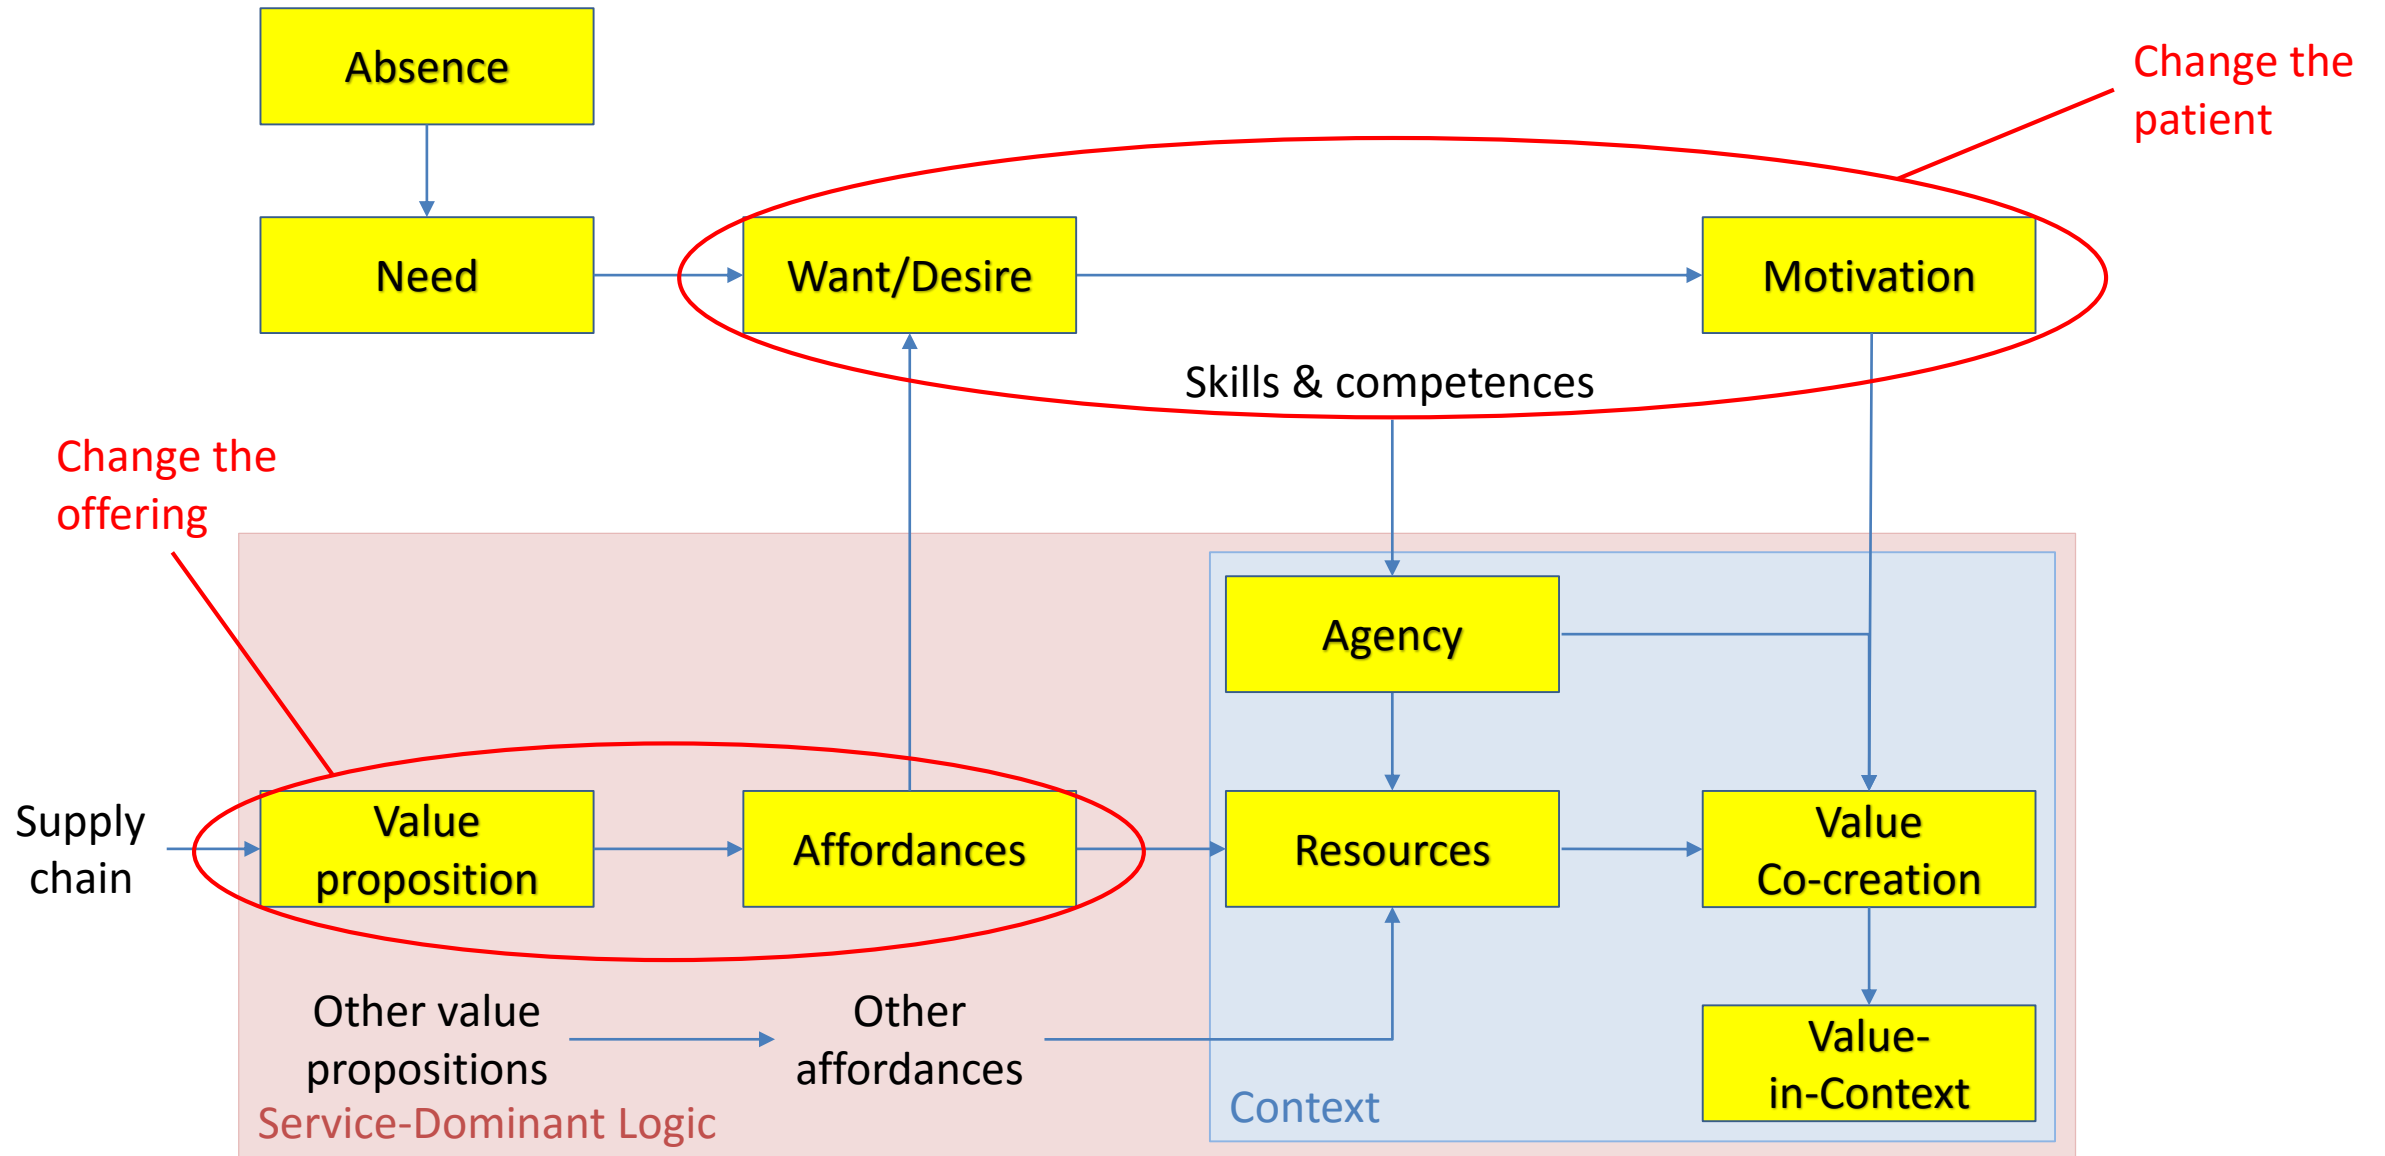 Absence
Change the
patient
Need
Want/Desire
Motivation
Skills & competences
Change the
offering
Agency
Supply
chain
Value
proposition
Affordances
Resources
Value
Co-creation
Other value
propositions
Other
affordances
Value-
in-Context
Service-Dominant Logic
Context